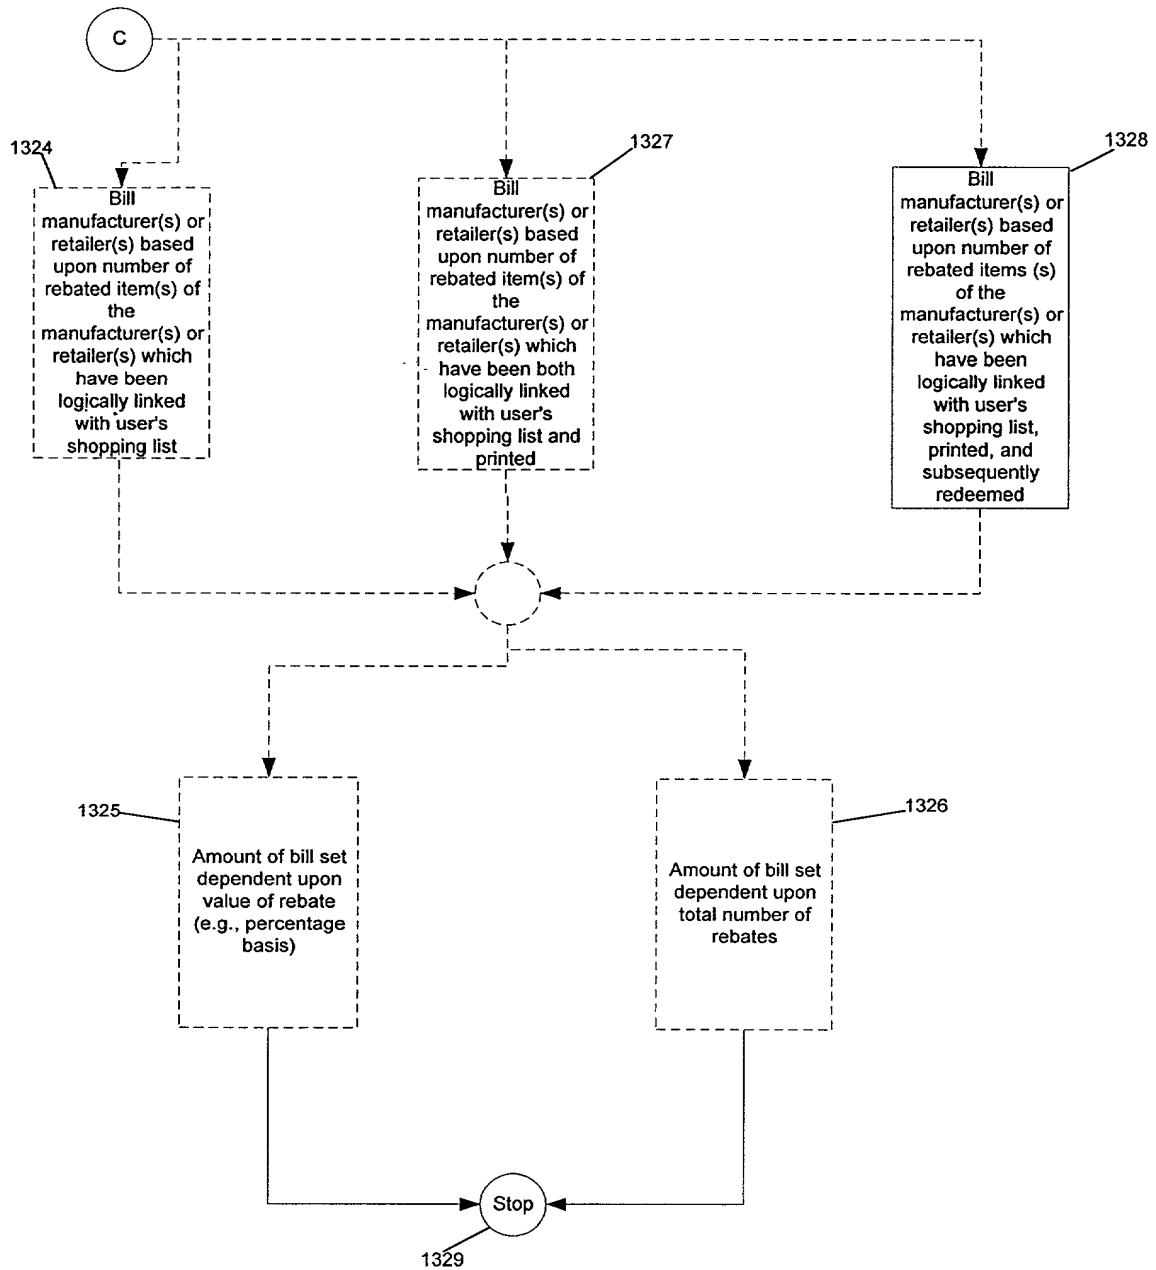 C
1324
Bill
manufacturer(s) or
retailer(s) based
upon number of
rebated item(s) of
the
manufacturer(s) or
retailer(s) which
have been
logically linked
with user's
shopping list
1327
Bill
manufacturer(s) or
retailer(s) based
upon number of
rebated item(s) of
the
manufacturer(s) or
retailer(s) which
have been both
logically linked
with user's
shopping list and
printed
1328
Bill
manufacturer(s) or
retailer(s) based
upon number of
rebated items (s)
of the
manufacturer(s) or
retailer(s) which
have been
logically linked
with user's
shopping list,
printed, and
subsequently
redeemed
1325
Amount of bill set
dependent upon
value of rebate
(e.g., percentage
basis)
1326
Amount of bill set
dependent upon
total number of
rebates
Stop
1329